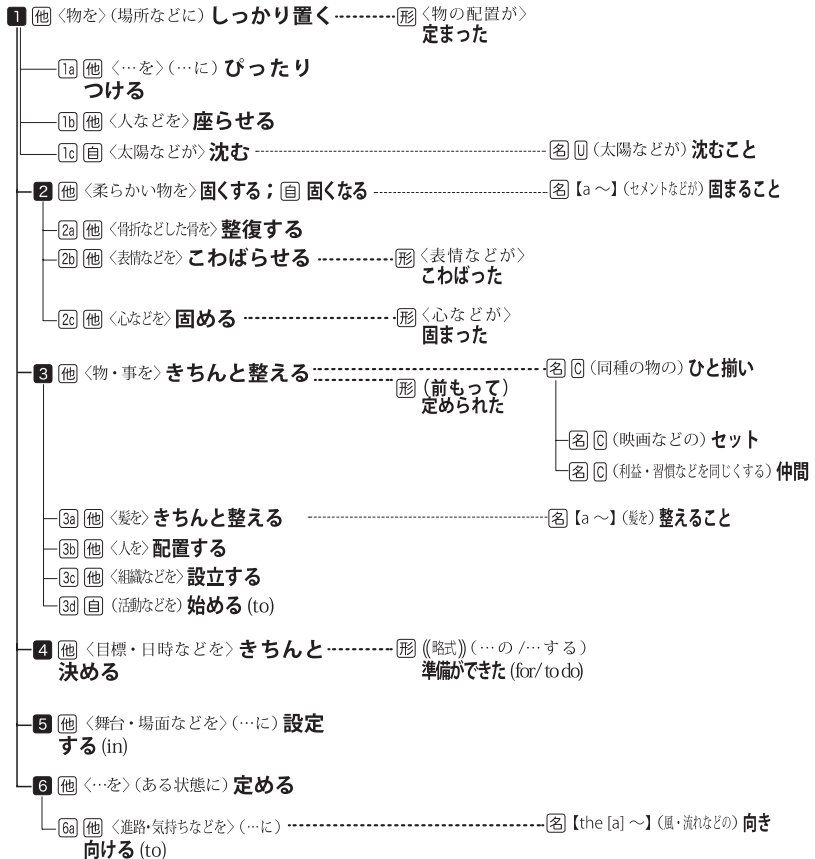 1 他 〈物を〉(場所などに) しっかり置く 形 〈物の配置が〉
定まった
1a 他 〈…を〉(…に) ぴったり
つける
1b 他 〈人などを〉座らせる
1c 自 〈太陽などが〉沈む 名 U (太陽などが) 沈むこと
2 他 〈柔らかい物を〉固くする；自 固くなる 名【a ～】(セメントなどが) 固まること
2a 他 〈骨折などした骨を〉整復する
2b 他 〈表情などを〉こわばらせる 形 〈表情などが〉
こわばった
2c 他 〈心などを〉固める 形 〈心などが〉
固まった
3 他 〈物・事を〉きちんと整える 名 C (同種の物の) ひと揃い
形 (前もって)
定められた
名 C (映画などの) セット
名 C (利益・習慣などを同じくする) 仲間
3a 他 〈髪を〉きちんと整える 名【a ～】(髪を) 整えること
3b 他 〈人を〉配置する
3c 他 〈組織などを〉設立する
3d 自 (活動などを) 始める (to)
4 他 〈目標・日時などを〉きちんと 形 ((略式)) (…の /…する)
決める 準備ができた (for/ to do)
5 他 〈舞台・場面などを〉(…に) 設定
する (in)
6 他 〈…を〉(ある状態に) 定める
6a 他 〈進路・気持ちなどを〉(…に) 名【the [a] ～】(風・流れなどの) 向き
向ける (to)